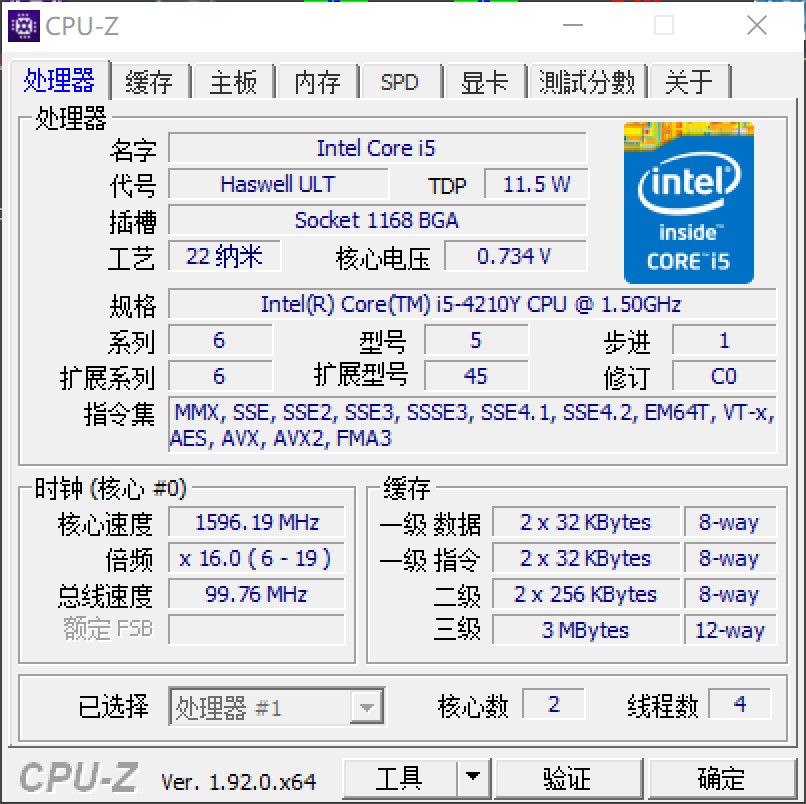 CPU-Z
处理器 缓存 主板 内存 SPD 显卡 測試分數 关于
处理器
名字 Intel Core i5
代号 Haswell ULT TDP 11.5 W
插槽 Socket 1168 BGA
工艺 22 纳米 核心电压 0.734 V
intel
inside™
CORE™ i5
规格 Intel(R) Core(TM) i5-4210Y CPU @ 1.50GHz
系列 6 型号 5 步进 1
扩展系列 6 扩展型号 45 修订 C0
指令集 MMX, SSE, SSE2, SSE3, SSSE3, SSE4.1, SSE4.2, EM64T, VT-x,
AES, AVX, AVX2, FMA3
时钟 (核心 #0)
核心速度 1596.19 MHz
倍频 x 16.0 ( 6 - 19 )
总线速度 99.76 MHz
额定 FSB
缓存
一级 数据 2 x 32 KBytes 8-way
一级 指令 2 x 32 KBytes 8-way
二级 2 x 256 KBytes 8-way
三级 3 MBytes 12-way
已选择 处理器 #1 核心数 2 线程数 4
CPU-Z Ver. 1.92.0.x64 工具 验证 确定